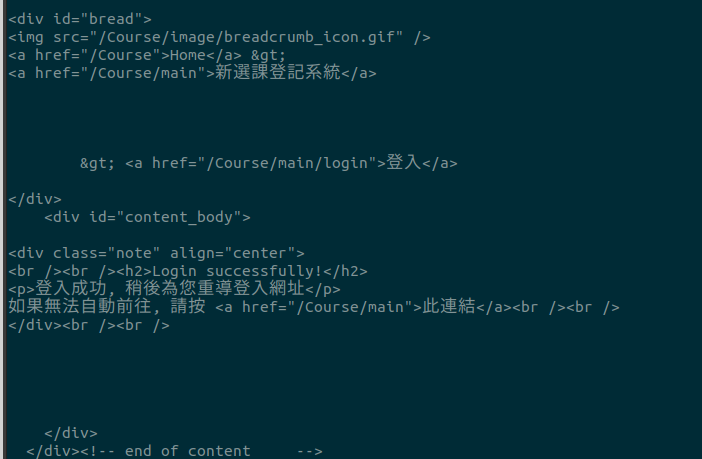 <div id="bread">
<img src="/Course/image/breadcrumb_icon.gif" />
<a href="/Course">Home</a> &gt;
<a href="/Course/main">新選課登記系統</a>
&gt; <a href="/Course/main/login">登入</a>
</div>
<div id="content_body">
<div class="note" align="center">
<br /><br /><h2>Login successfully!</h2>
<p>登入成功, 稍後為您重導登入網址</p>
如果無法自動前往, 請按 <a href="/Course/main">此連結</a><br /><br />
</div><br /><br />
</div>
</div><!-- end of content     -->